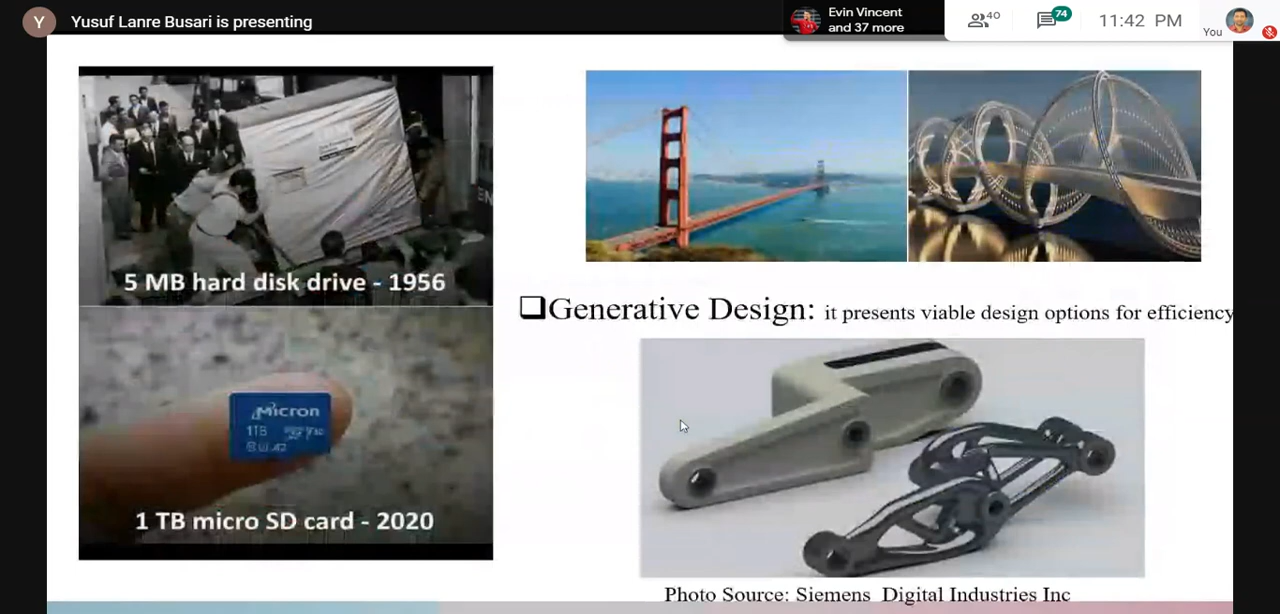 Y
Yusuf Lanre Busari is presenting
Evin Vincent
and 37 more
40
74
11:42 PM
You
5 MB hard disk drive - 1956
Micron
1TB
1 TB micro SD card - 2020
❑Generative Design: it presents viable design options for efficiency
Photo Source: Siemens Digital Industries Inc